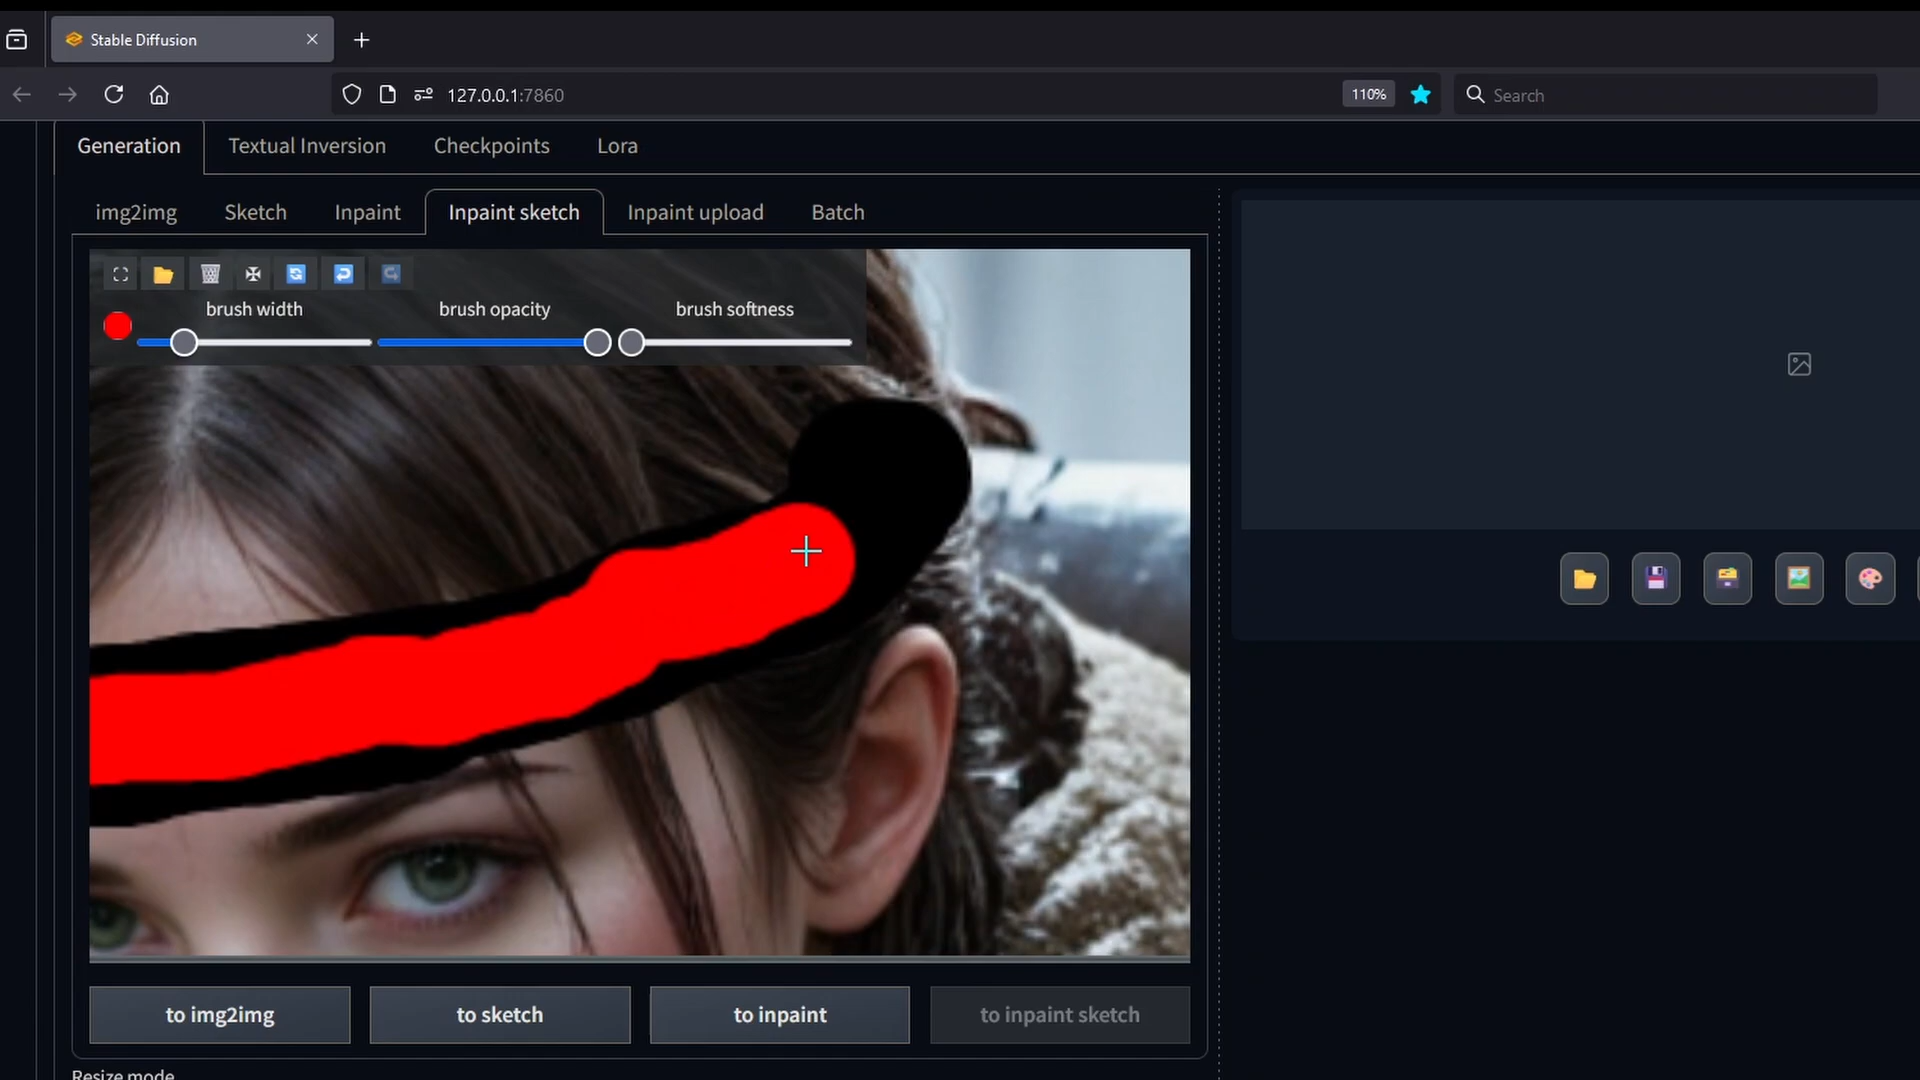 Stable Diffusion
127.0.0.1:7860
110%
Search
Generation
Textual Inversion
Checkpoints
Lora
img2img
Sketch
Inpaint
Inpaint sketch
Inpaint upload
Batch
brush width
brush opacity
brush softness
to img2img
to sketch
to inpaint
to inpaint sketch
Resize mode